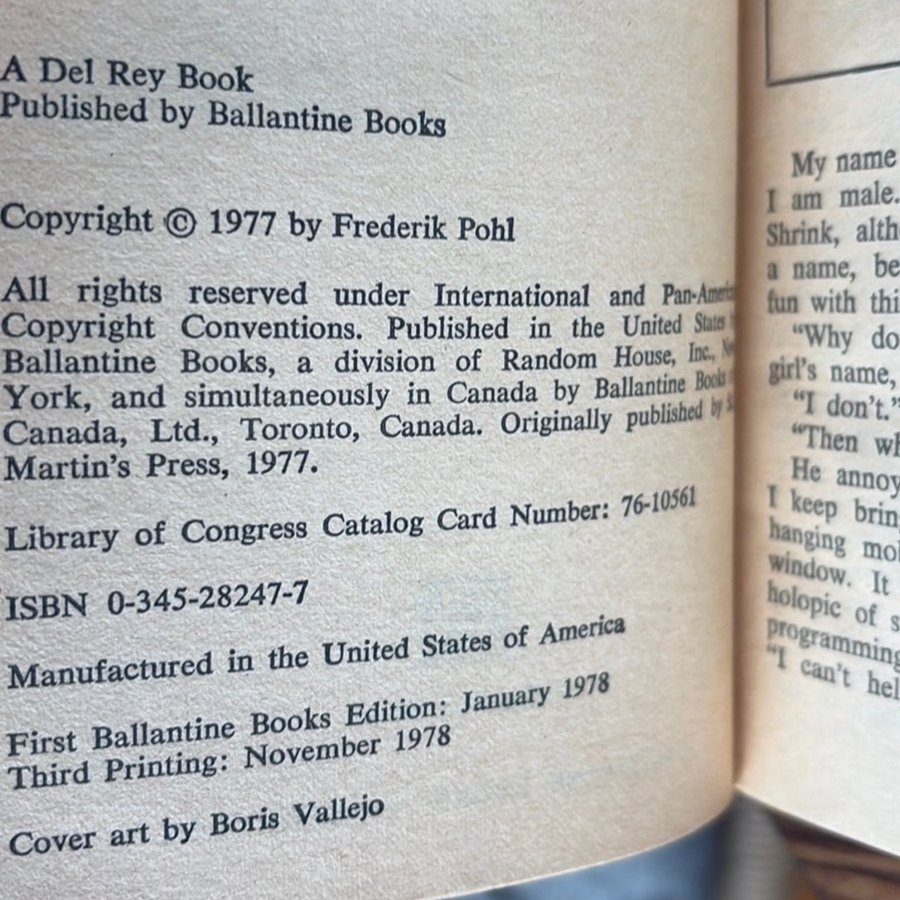 A Del Rey Book
Published by Ballantine Books
Copyright © 1977 by Frederik Pohl
All rights reserved under International and Pan-American
Copyright Conventions. Published in the United States
Ballantine Books, a division of Random House, Inc.,
York, and simultaneously in Canada by Ballantine Books
Canada, Ltd., Toronto, Canada. Originally published by
Martin's Press, 1977.
Library of Congress Catalog Card Number: 76-10561
ISBN 0-345-28247-7
Manufactured in the United States of America
First Ballantine Books Edition: January 1978
Third Printing: November 1978
Cover art by Boris Vallejo
My name
I am male.
Shrink, alth
a name, be
fun with thi
"Why do
girl's name,
"I don't."
"Then wh
He annoy
I keep brin
hanging mo
window. It
holopic of s
programming
"I can't hel